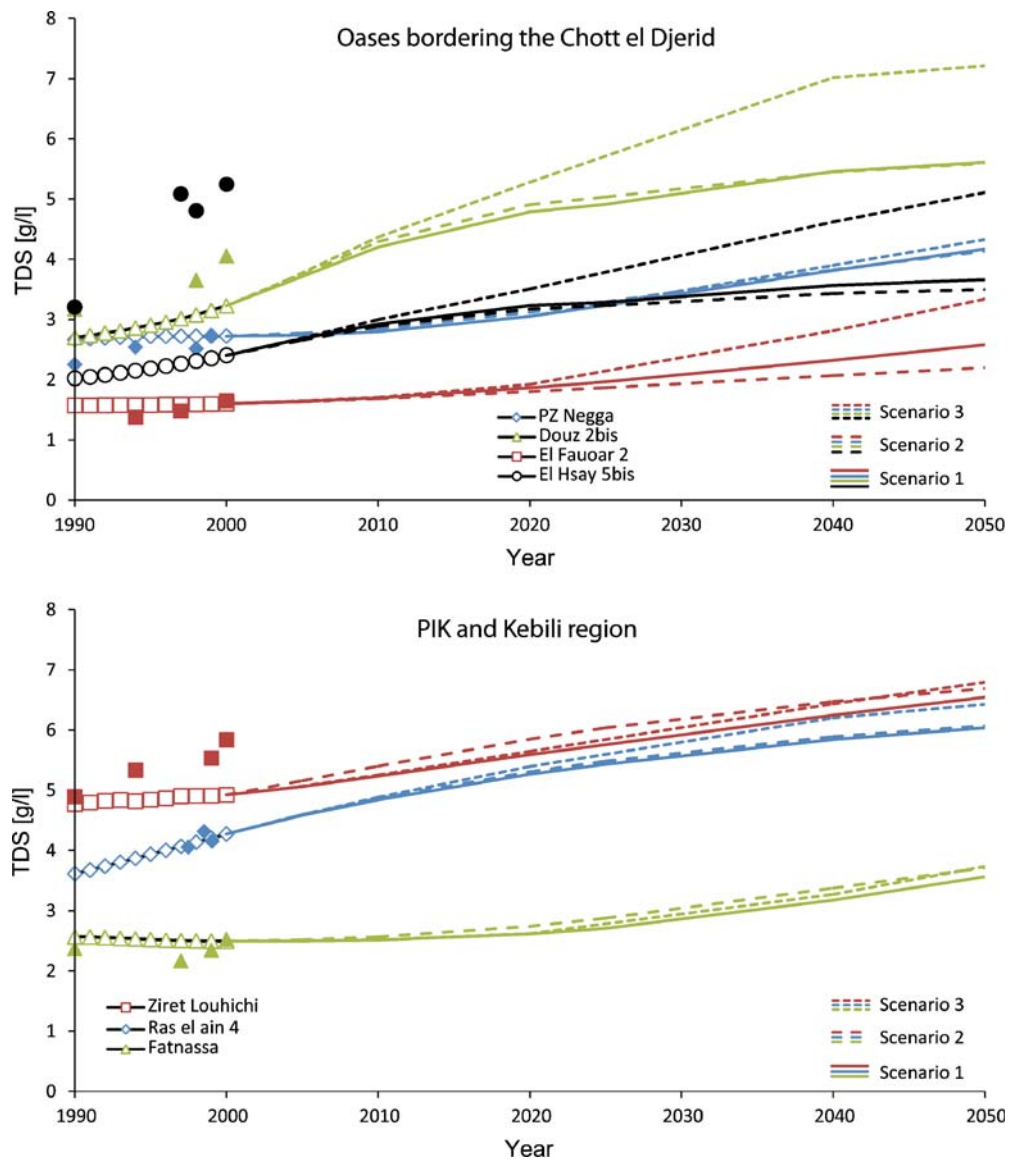 Oases bordering the Chott el Djerid
8
7
6
5
4
3
2
1
0
TDS [g/l]
PZ Negga
Douz 2bis
El Fauoar 2
El Hsay 5bis
Scenario 3
Scenario 2
Scenario 1
1990 2000 2010 2020 2030 2040 2050
Year
PIK and Kebili region
8
7
6
5
4
3
2
1
0
TDS [g/l]
Ziret Louhichi
Ras el ain 4
Fatnassa
Scenario 3
Scenario 2
Scenario 1
1990 2000 2010 2020 2030 2040 2050
Year